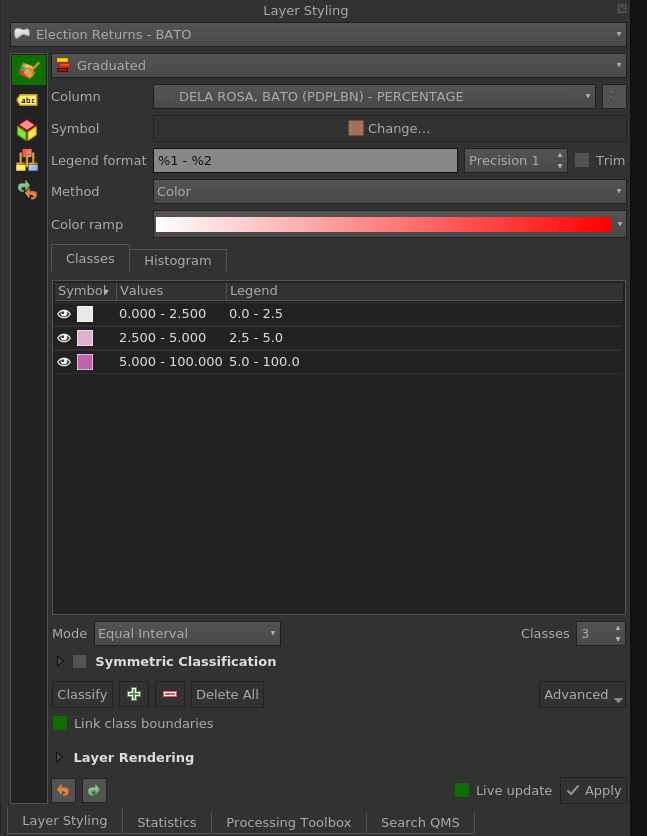 Layer Styling
Election Returns - BATO
Graduated
abc
Column DELA ROSA, BATO (PDPLBN) - PERCENTAGE
Symbol Change...
Legend format %1 - %2 Precision 1 Trim
Method Color
Color ramp
Classes Histogram
Symbol Values Legend
0.000 - 2.500 0.0 - 2.5
2.500 - 5.000 2.5 - 5.0
5.000 - 100.000 5.0 - 100.0
Mode Equal Interval Classes 3
Symmetric Classification
Classify Delete All Advanced
Link class boundaries
Layer Rendering
Live update Apply
Layer Styling Statistics Processing Toolbox Search QMS